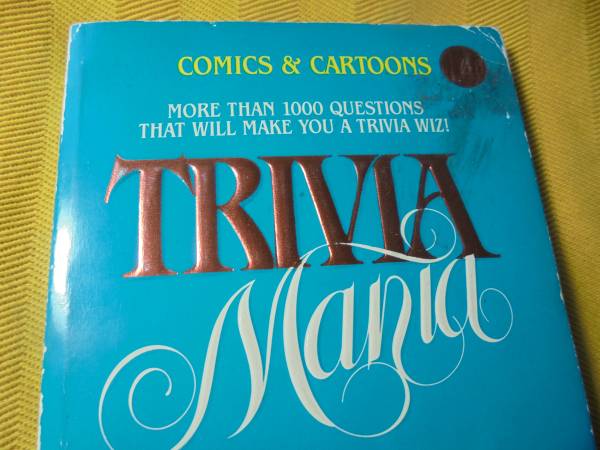 COMICS & CARTOONS
MORE THAN 1000 QUESTIONS
THAT WILL MAKE YOU A TRIVIA WIZ!
TRIVIA
Mania